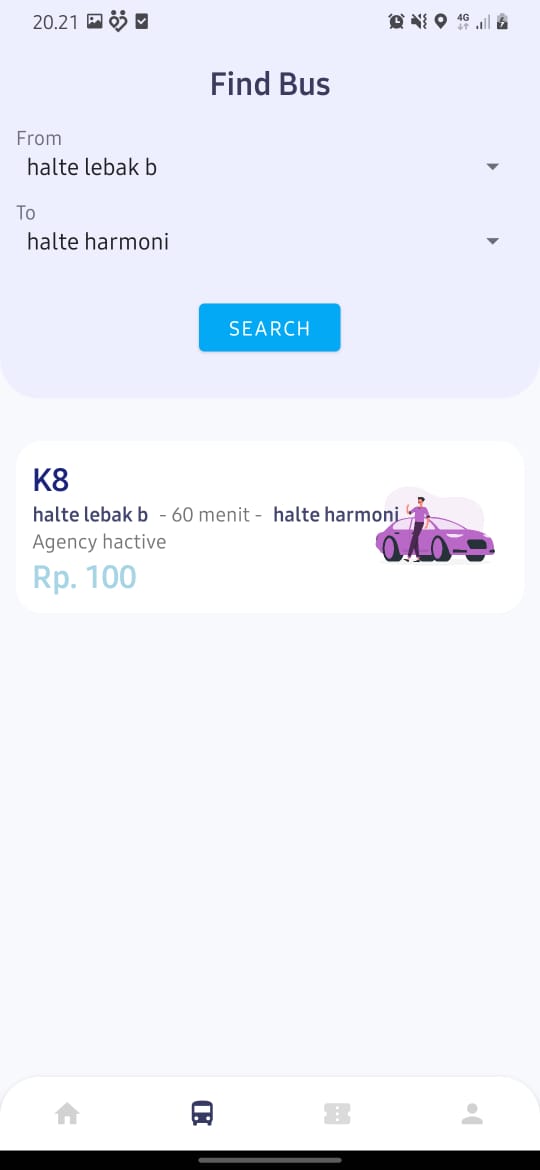 20.21
4G
Find Bus
From
halte lebak b
To
halte harmoni
SEARCH
K8
halte lebak b - 60 menit - halte harmoni
Agency hactive
Rp. 100